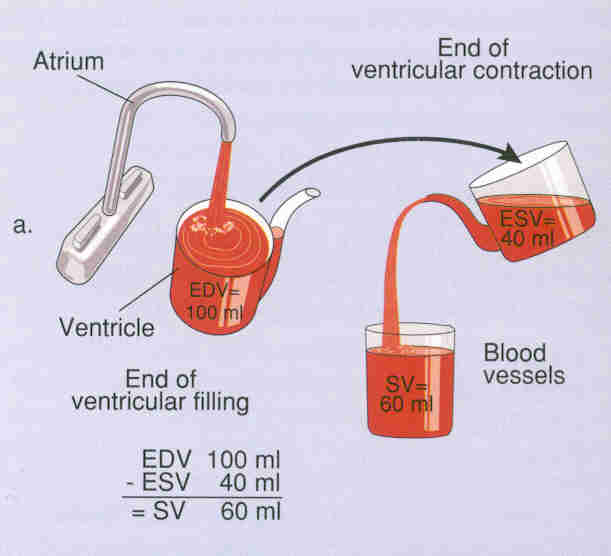 Atrium
End of
ventricular contraction
a.
ESV=
40 ml
EDV=
100 ml
Ventricle
End of
ventricular filling
SV=
60 ml
Blood
vessels
EDV 100 ml
- ESV 40 ml
= SV 60 ml